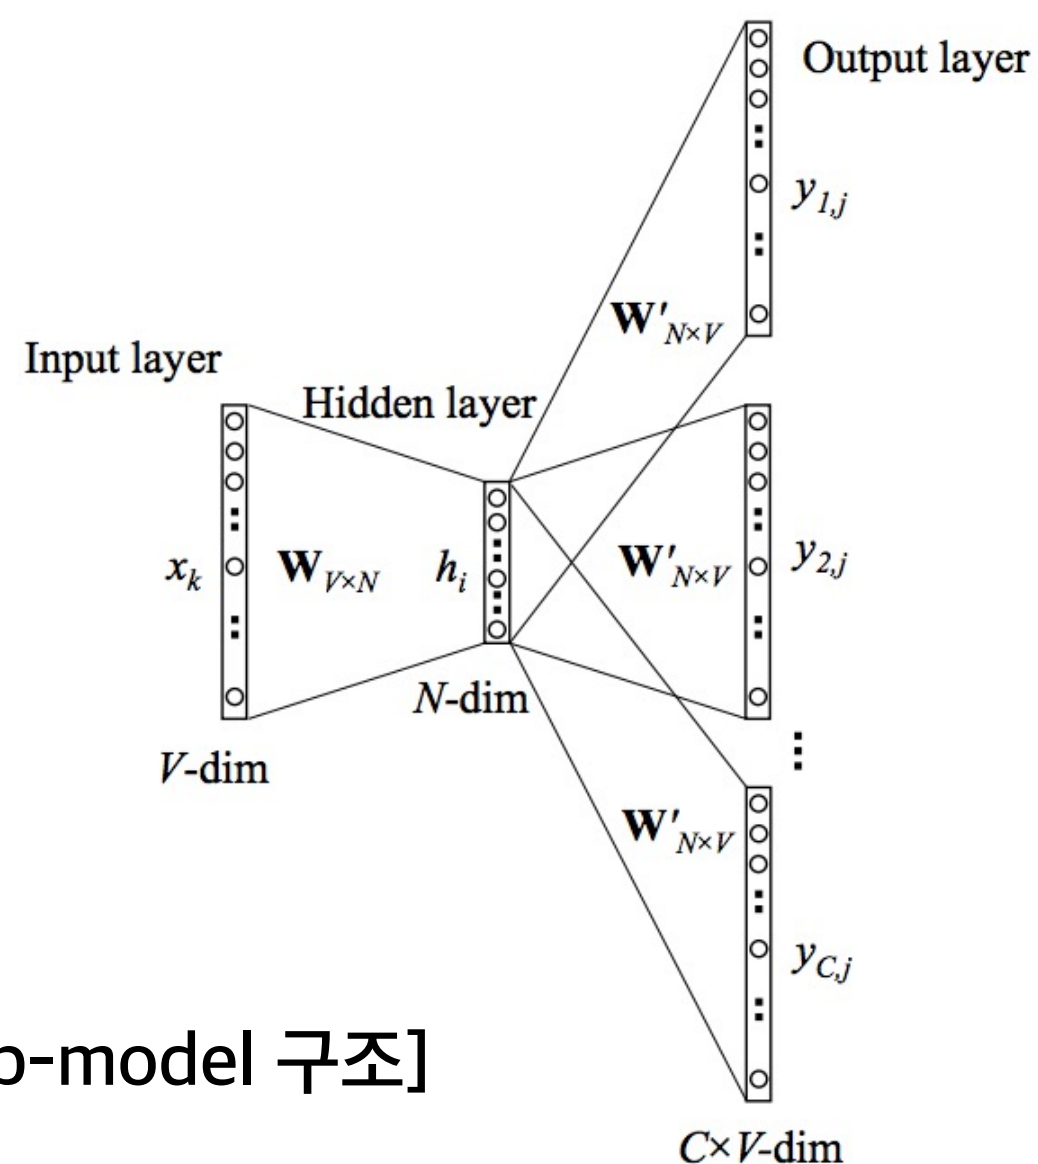 Output layer
y1,j
W'N×V
Input layer
Hidden layer
xk
WV×N
hi
W'N×V
y2,j
N-dim
V-dim
W'N×V
yC,j
-model 구조]
C×V-dim